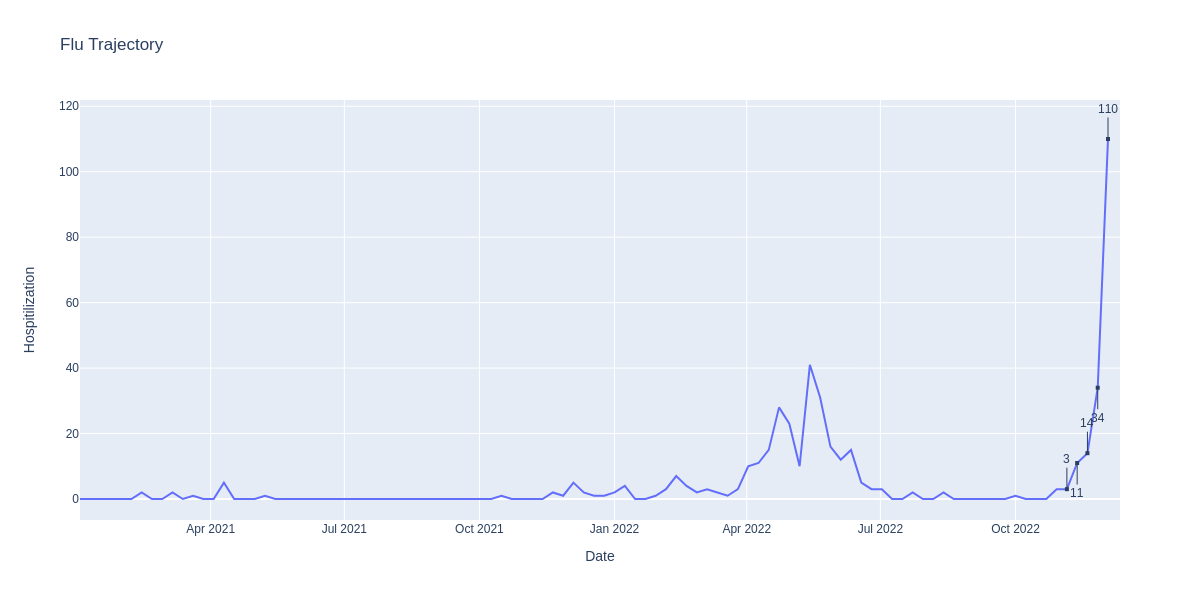 Flu Trajectory
120
100
80
60
40
20
0
Hospitilization
110
34
14
3
11
Apr 2021
Jul 2021
Oct 2021
Jan 2022
Apr 2022
Jul 2022
Oct 2022
Date